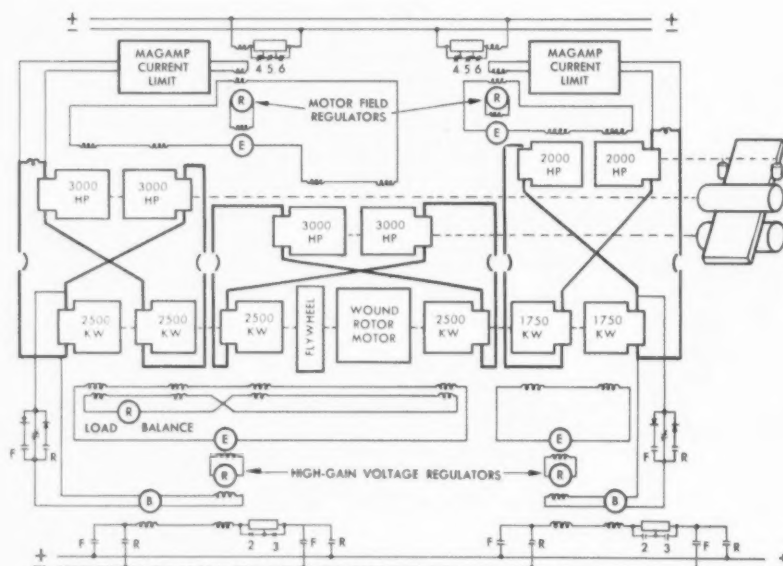 + +
− −
MAGAMP
CURRENT
LIMIT
4 5 6
4 5 6
MAGAMP
CURRENT
LIMIT
R
MOTOR FIELD
REGULATORS
R
E
E
3000
HP
3000
HP
2000
HP
2000
HP
3000
HP
3000
HP
2500
KW
2500
KW
2500
KW
FLYWHEEL
WOUND
ROTOR
MOTOR
2500
KW
1750
KW
1750
KW
R
LOAD BALANCE
F R
E
E
F R
R
HIGH-GAIN VOLTAGE REGULATORS
R
B
B
F R 2 3 F R
F R 2 3 F R
− −
+ +